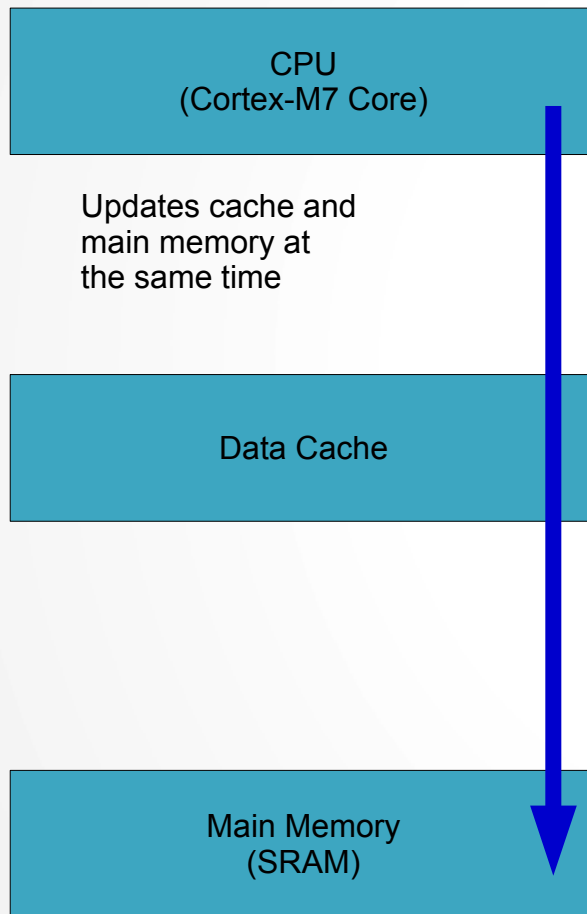 CPU
(Cortex-M7 Core)
Updates cache and
main memory at
the same time
Data Cache
Main Memory
(SRAM)